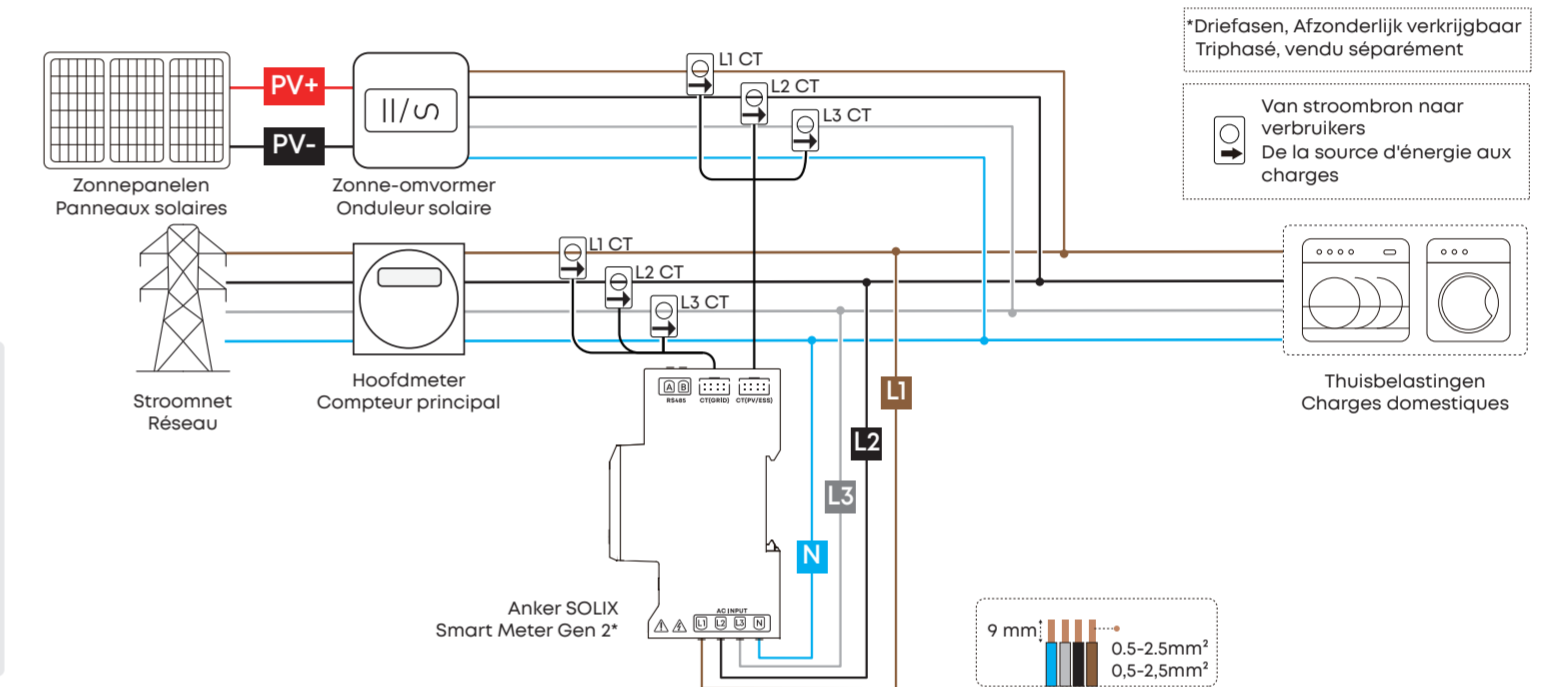 *Driefasen, Afzonderlijk verkrijgbaar
Triphasé, vendu séparément
Van stroombron naar
verbruikers
De la source d'énergie aux
charges
PV+
PV-
L1 CT
L2 CT
L3 CT
Zonnepanelen
Panneaux solaires
Zonne-omvormer
Onduleur solaire
L1 CT
L2 CT
L3 CT
Stroomnet
Réseau
Hoofdmeter
Compteur principal
Thuisbelastingen
Charges domestiques
A B
RS485
CT(GRID)
CT(PV/ESS)
L1
L2
L3
N
Anker SOLIX
Smart Meter Gen 2*
AC INPUT
L1 L2 L3 N
9 mm
0.5-2.5mm²
0,5-2,5mm²